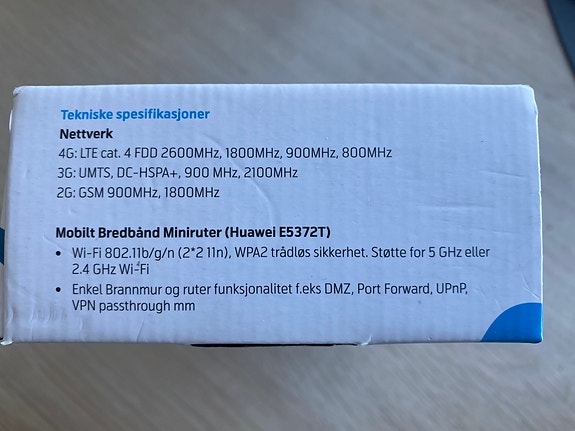 Tekniske spesifikasjoner
Nettverk
4G: LTE cat. 4 FDD 2600MHz, 1800MHz, 900MHz, 800MHz
3G: UMTS, DC-HSPA+, 900 MHz, 2100MHz
2G: GSM 900MHz, 1800MHz
Mobilt Bredbånd Miniruter (Huawei E5372T)
• Wi-Fi 802.11b/g/n (2*2 11n), WPA2 trådløs sikkerhet. Støtte for 5 GHz eller
2.4 GHz Wi-Fi
• Enkel Brannmur og ruter funksjonalitet f.eks DMZ, Port Forward, UPnP,
VPN passthrough mm